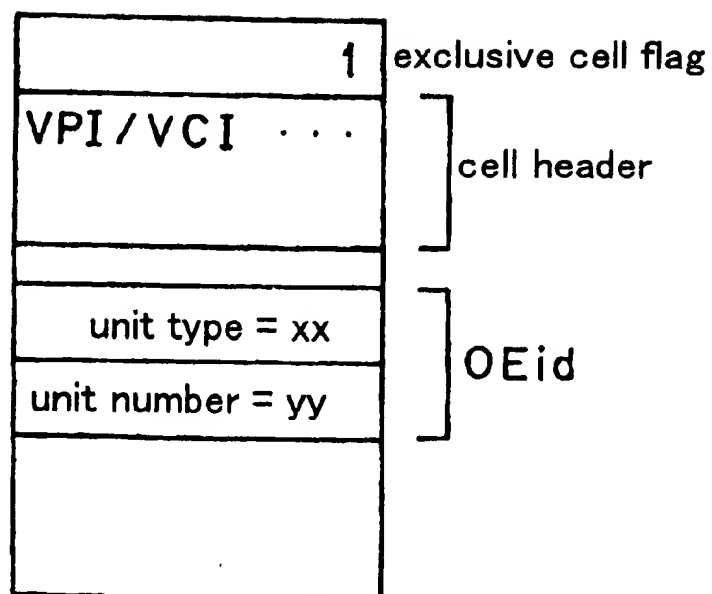 1 exclusive cell flag
VPI/VCI ···
cell header
unit type = xx
OEid
unit number = yy